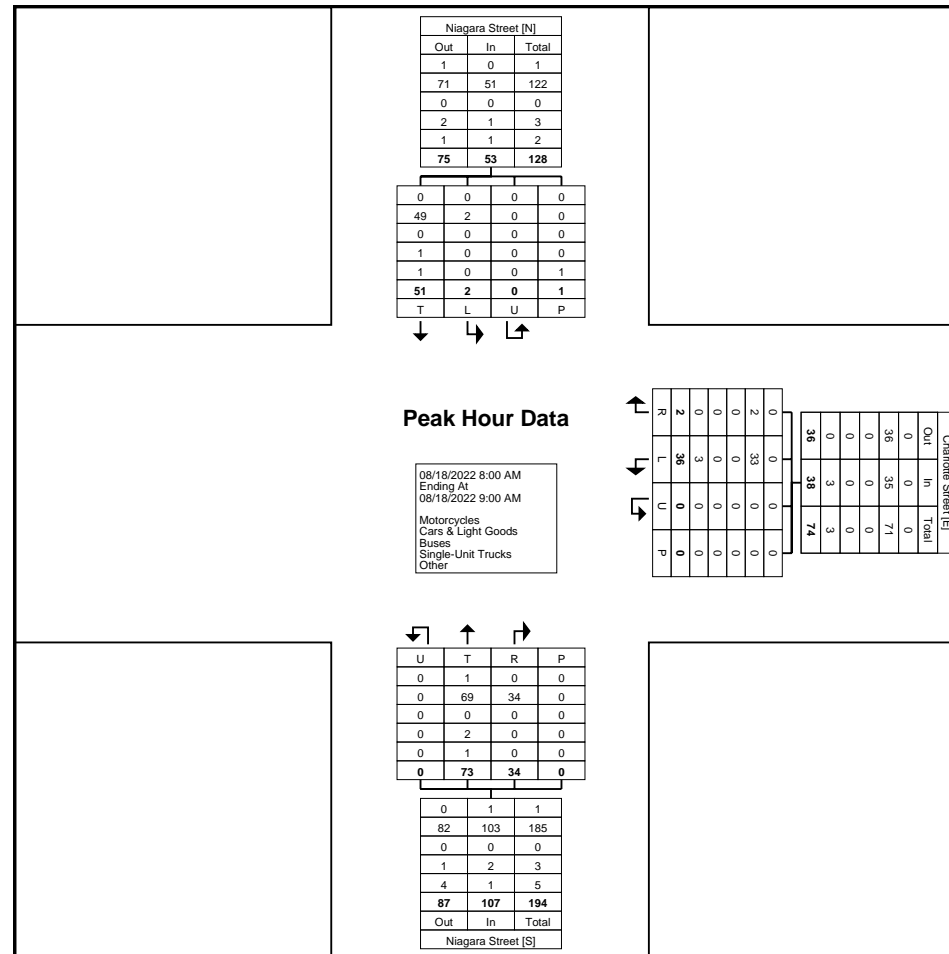 Niagara Street [N]
Out In Total
1 0 1
71 51 122
0 0 0
2 1 3
1 1 2
75 53 128
0 0 0 0
49 2 0 0
0 0 0 0
1 0 0 0
1 0 0 1
51 2 0 1
T L U P
Peak Hour Data
08/18/2022 8:00 AM
Ending At
08/18/2022 9:00 AM
Motorcycles
Cars & Light Goods
Buses
Single-Unit Trucks
Other
Charlotte Street [E]
Out In Total
0 0 0
36 35 71
0 0 0
0 0 0
0 3 3
36 38 74
0 0 0 0
2 33 0 0
0 0 0 0
0 0 0 0
0 3 0 0
2 36 0 0
R L U P
U T R P
0 1 0 0
0 69 34 0
0 0 0 0
0 2 0 0
0 1 0 0
0 73 34 0
0 1 1
82 103 185
0 0 0
1 2 3
4 1 5
87 107 194
Out In Total
Niagara Street [S]